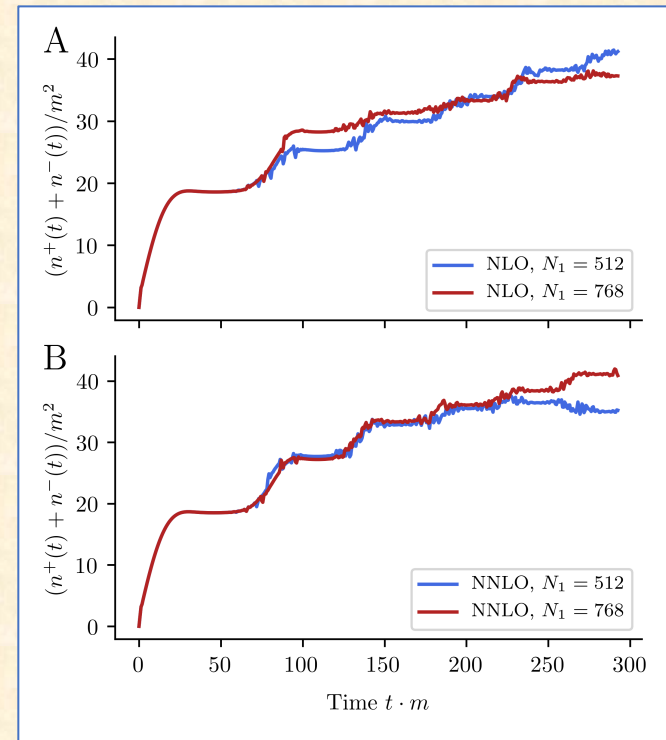 A
(n⁺(t) + n⁻(t))/m²
40
30
20
10
0
NLO, N₁ = 512
NLO, N₁ = 768
B
(n⁺(t) + n⁻(t))/m²
40
30
20
10
0
NNLO, N₁ = 512
NNLO, N₁ = 768
0 50 100 150 200 250 300
Time t · m